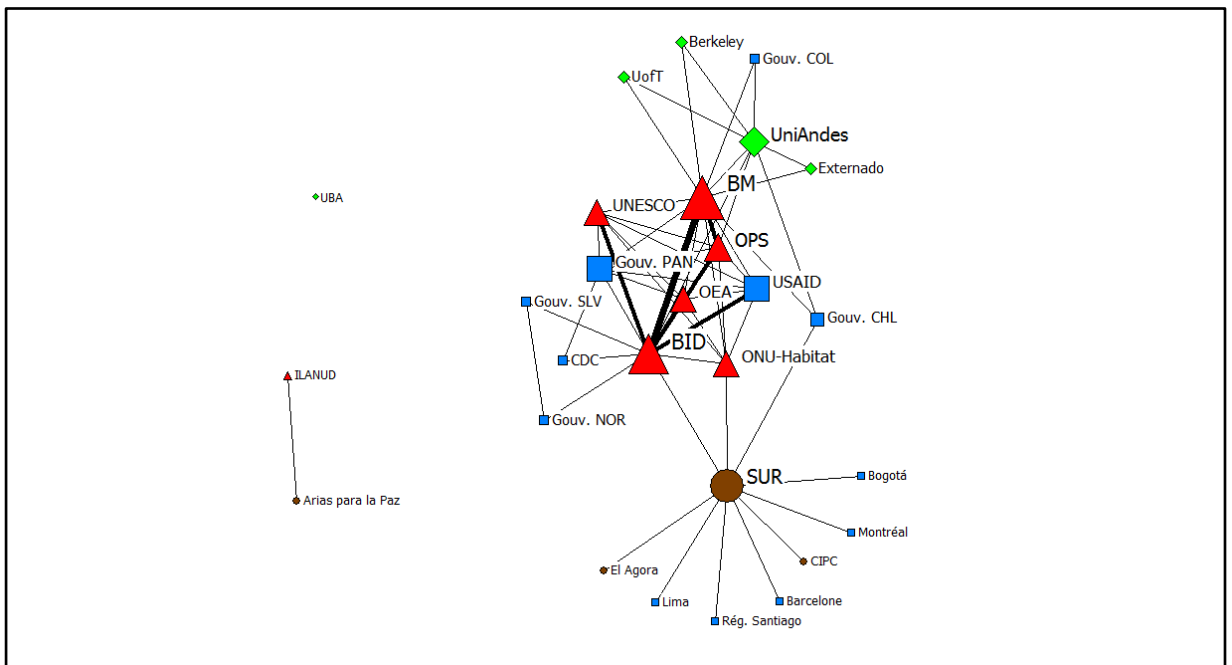 Berkeley
Gouv. COL
UofT
UniAndes
Externado
BM
UBA
UNESCO
OPS
Gouv. PAN
USAID
OEA
Gouv. SLV
Gouv. CHL
BID
CDC
ONU-Habitat
ILANUD
Gouv. NOR
SUR
Bogotá
Arias para la Paz
Montréal
CIPC
El Agora
Lima
Barcelone
Rég. Santiago